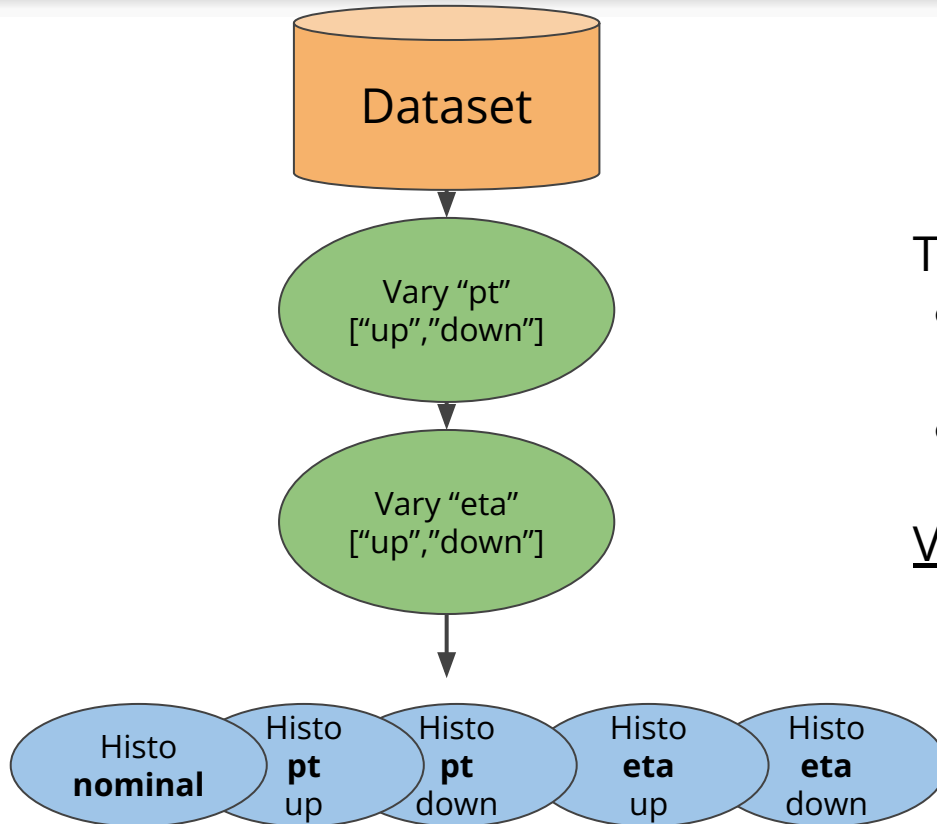 Dataset
Vary “pt”
[“up”,”down”]
Vary “eta”
[“up”,”down”]
Histo
nominal
Histo
pt
up
Histo
pt
down
Histo
eta
up
Histo
eta
down